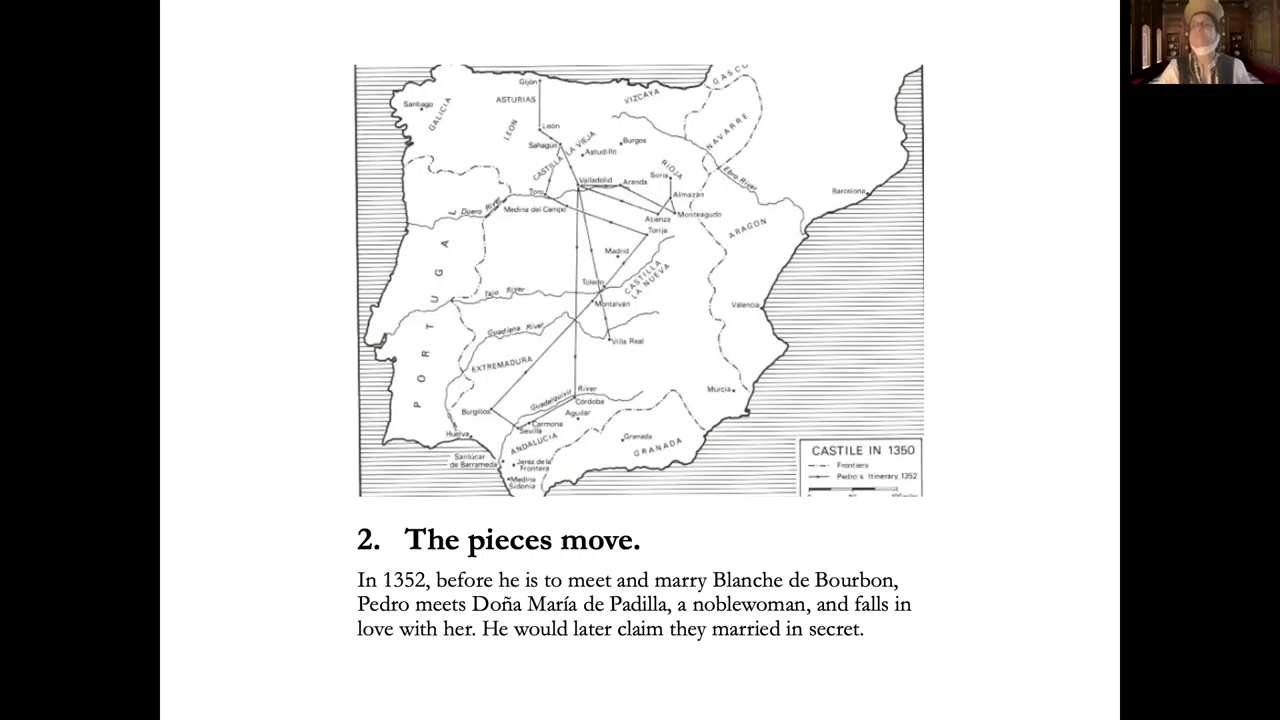 GASCO
Gijón
VIZCAYA
Santiago
GALICIA
ASTURIAS
LEON
León
NAVARRE
Sahagún
CASTILLA LA VIEJA
Burgos
Astudillo
RIOJA
Soria
Ebro River
Valladolid
Aranda
Barcelona
Toro
Almazán
Duero River
Medina del Campo
Atienza
Monteagudo
Torija
ARAGON
PORTUGAL
Madrid
CASTILLA LA NUEVA
Toledo
Tajo River
Montalván
Valencia
Guadiana River
Villa Real
EXTREMADURA
Murcia
Guadalquivir River
Córdoba
Burgillos
Aguilar
Carmona
Sevilla
Huelva
ANDALUCIA
Granada
GRANADA
Sanlúcar
de Barrameda
Jerez de la
Frontera
Medina
Sidonia
CASTILE IN 1350
Frontiers
Pedro's Itinerary, 1352
2. The pieces move.
In 1352, before he is to meet and marry Blanche de Bourbon,
Pedro meets Doña María de Padilla, a noblewoman, and falls in
love with her. He would later claim they married in secret.